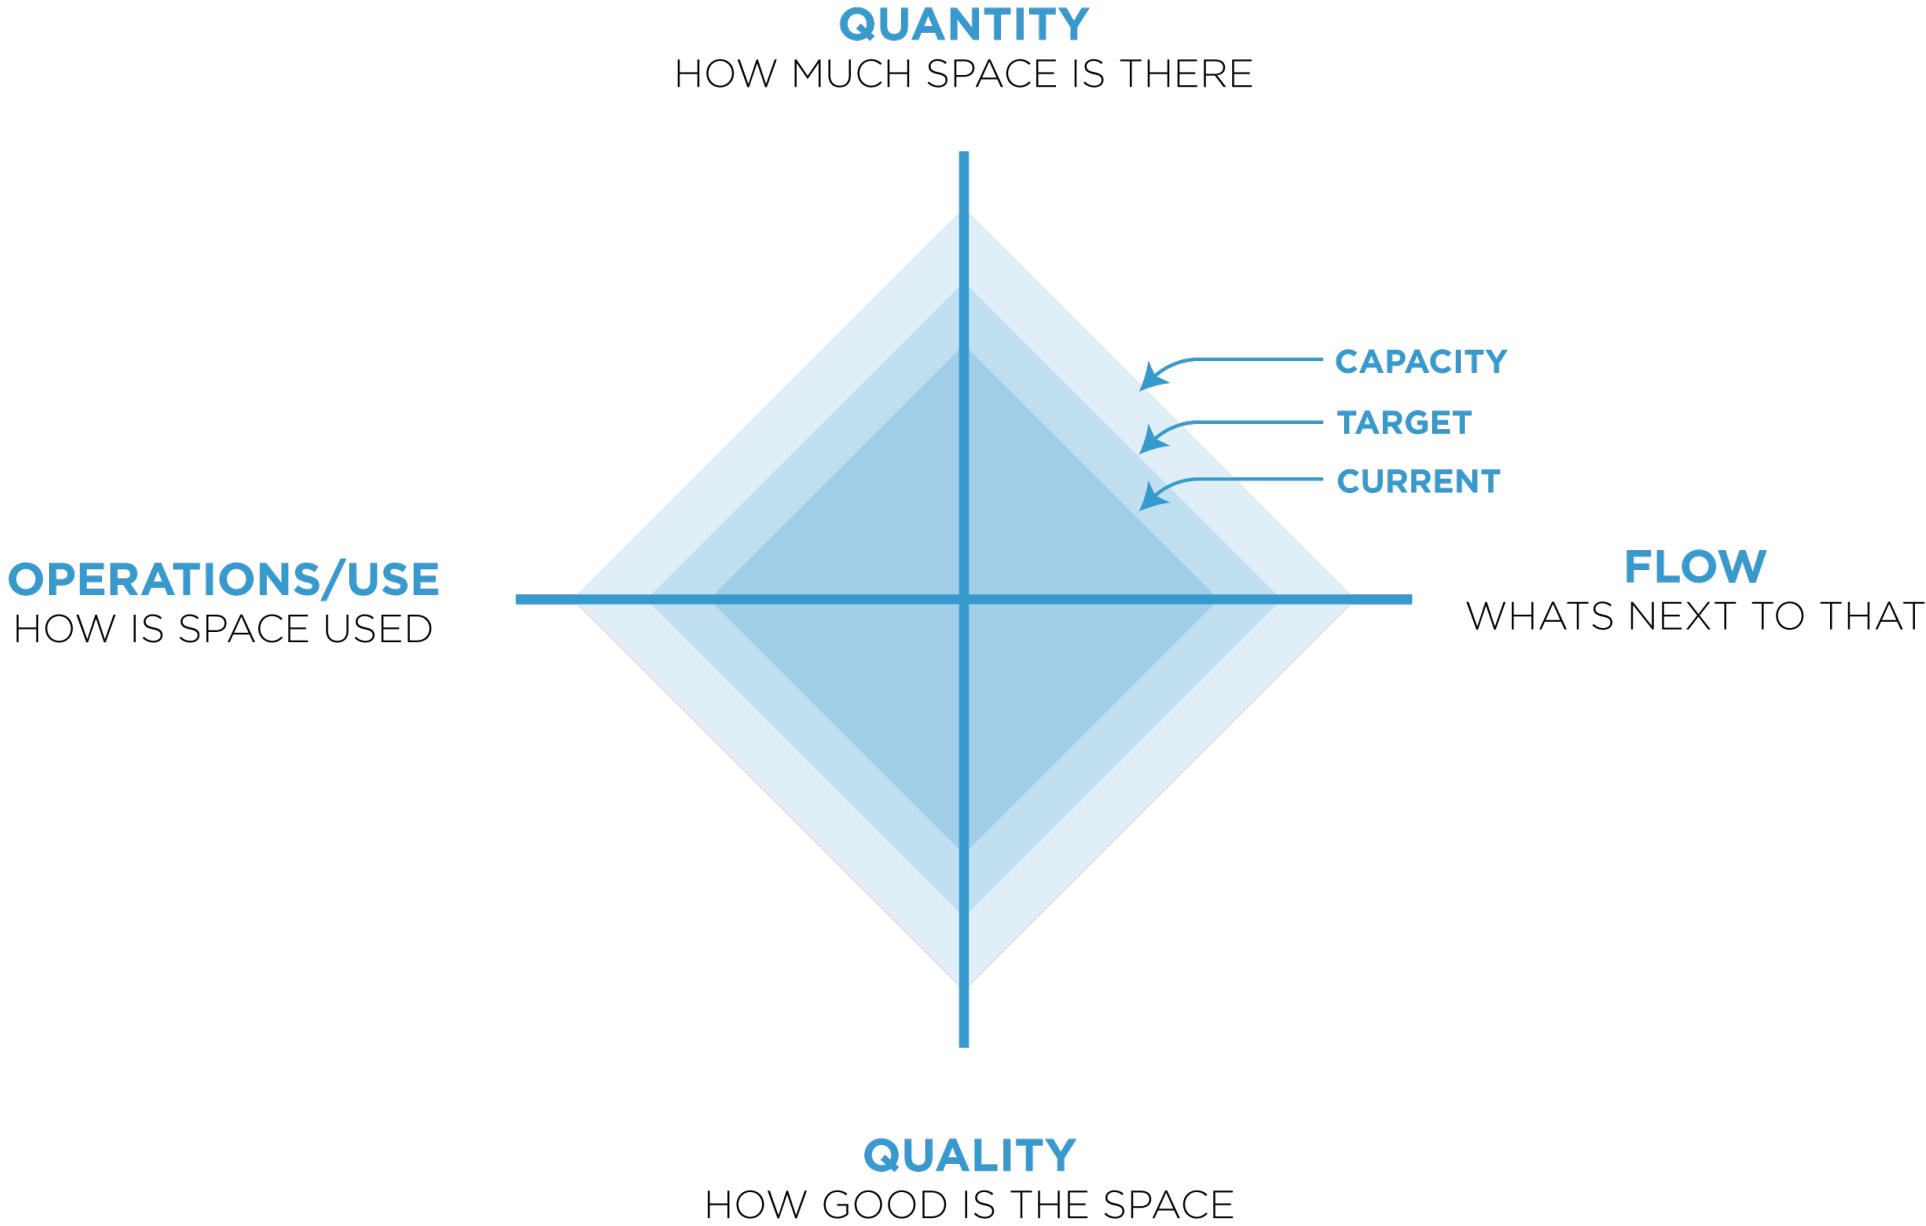 QUANTITY
HOW MUCH SPACE IS THERE
CAPACITY
TARGET
CURRENT
OPERATIONS/USE
HOW IS SPACE USED
FLOW
WHATS NEXT TO THAT
QUALITY
HOW GOOD IS THE SPACE